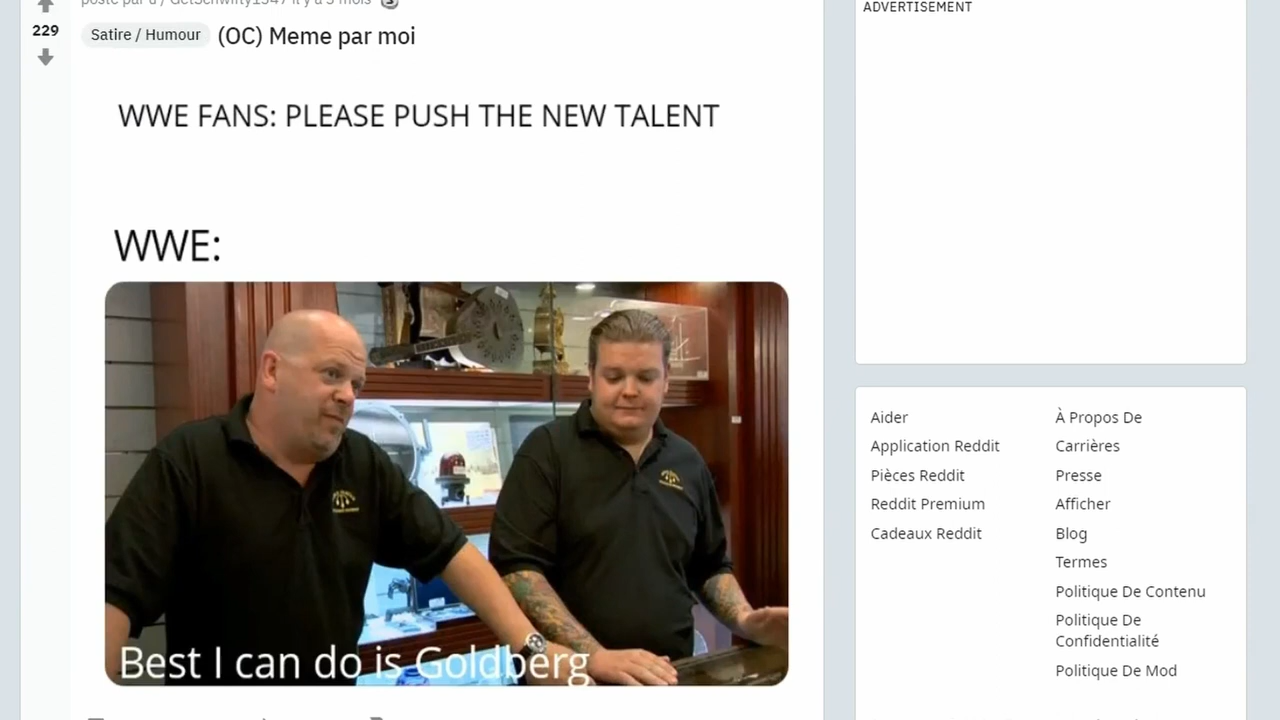 229
Satire / Humour
(OC) Meme par moi
WWE FANS: PLEASE PUSH THE NEW TALENT
WWE:
Best I can do is Goldberg
ADVERTISEMENT
Aider
Application Reddit
Pièces Reddit
Reddit Premium
Cadeaux Reddit
À Propos De
Carrières
Presse
Afficher
Blog
Termes
Politique De Contenu
Politique De
Confidentialité
Politique De Mod